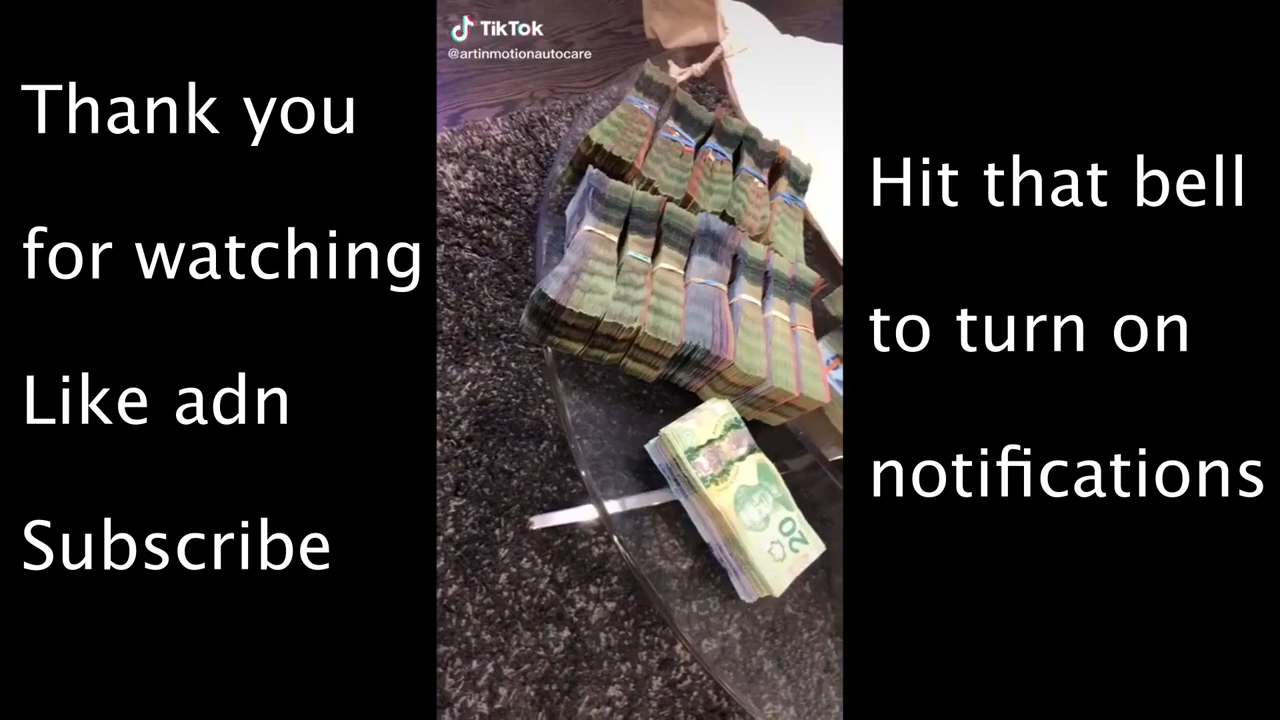 Thank you
for watching
Like adn
Subscribe
TikTok
@artinmotionautocare
20
Hit that bell
to turn on
notifications